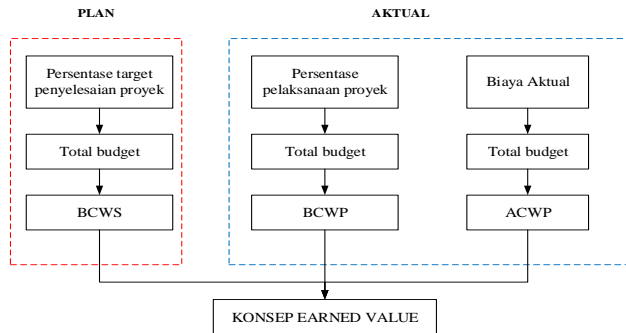 PLAN
AKTUAL
Persentase target
penyelesaian proyek
Persentase
pelaksanaan proyek
Biaya Aktual
Total budget
Total budget
Total budget
BCWS
BCWP
ACWP
KONSEP EARNED VALUE